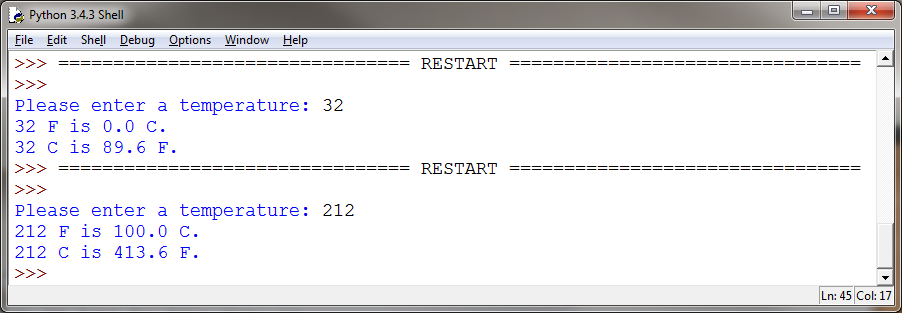 Python 3.4.3 Shell
File Edit Shell Debug Options Window Help
>>> ================================ RESTART ================================
>>>
Please enter a temperature: 32
32 F is 0.0 C.
32 C is 89.6 F.
>>> ================================ RESTART ================================
>>>
Please enter a temperature: 212
212 F is 100.0 C.
212 C is 413.6 F.
>>>
Ln: 45 Col: 17